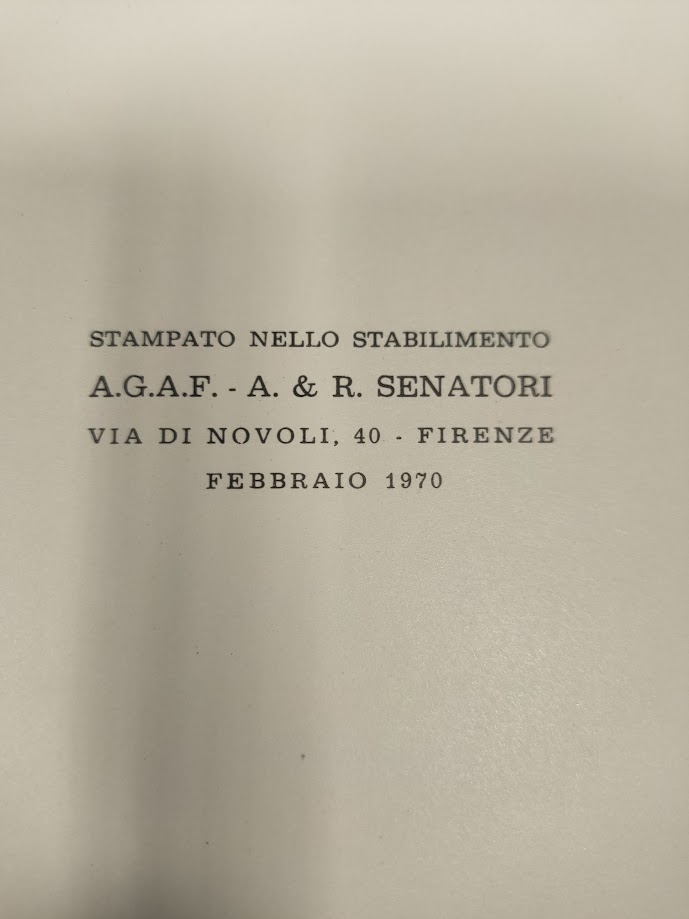 STAMPATO NELLO STABILIMENTO
A.G.A.F. - A. & R. SENATORI
VIA DI NOVOLI, 40 - FIRENZE
FEBBRAIO 1970